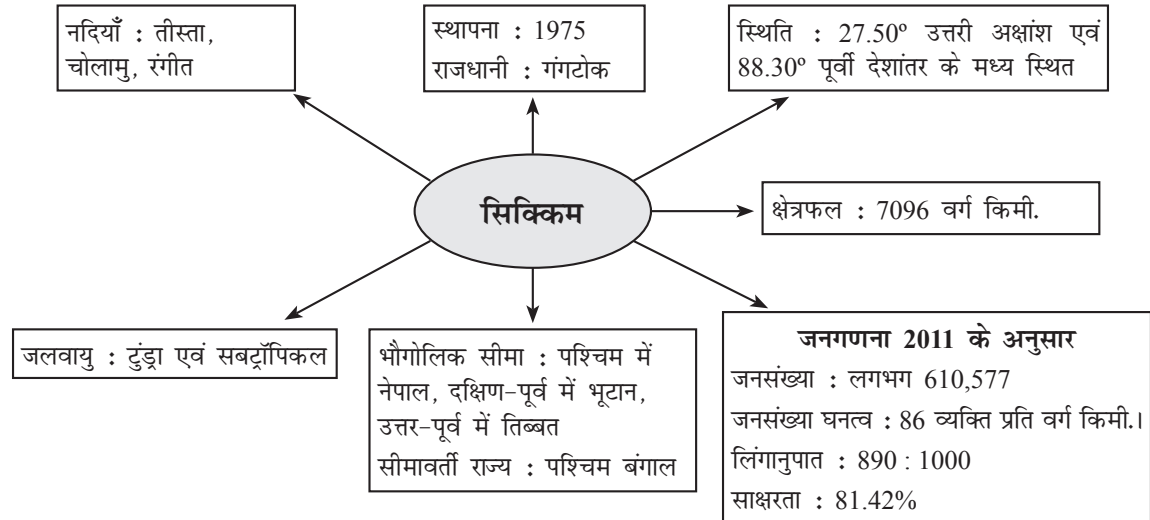 नदियाँ : तीस्ता,
चोलामु, रंगीत
स्थापना : 1975
राजधानी : गंगटोक
स्थिति : 27.50º उत्तरी अक्षांश एवं
88.30º पूर्वी देशांतर के मध्य स्थित
सिक्किम
क्षेत्रफल : 7096 वर्ग किमी.
जलवायु : टुंड्रा एवं सबट्रॉपिकल
भौगोलिक सीमा : पश्चिम में
नेपाल, दक्षिण-पूर्व में भूटान,
उत्तर-पूर्व में तिब्बत
सीमावर्ती राज्य : पश्चिम बंगाल
जनगणना 2011 के अनुसार
जनसंख्या : लगभग 610,577
जनसंख्या घनत्व : 86 व्यक्ति प्रति वर्ग किमी.।
लिंगानुपात : 890 : 1000
साक्षरता : 81.42%